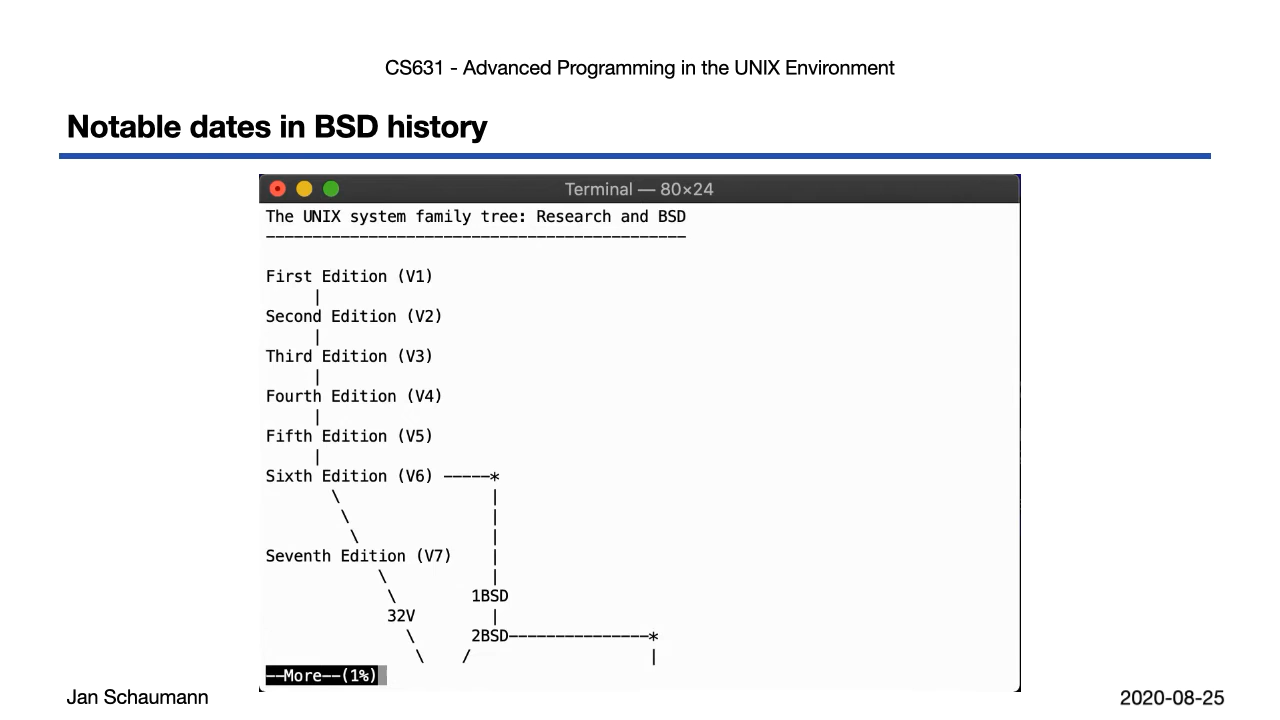 CS631 - Advanced Programming in the UNIX Environment
Notable dates in BSD history
Terminal — 80×24
The UNIX system family tree: Research and BSD
---------------------------------------------
First Edition (V1)
     |
Second Edition (V2)
     |
Third Edition (V3)
     |
Fourth Edition (V4)
     |
Fifth Edition (V5)
     |
Sixth Edition (V6) -----*
       \                |
        \               |
         \              |
Seventh Edition (V7)    |
            \           |
             \        1BSD
             32V        |
               \      2BSD---------------*
                \    /                   |
--More--(1%)
Jan Schaumann
2020-08-25